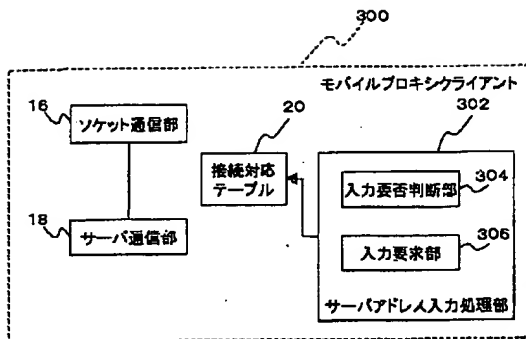 300
モバイルプロキシクライアント
16
ソケット通信部
20
302
接続対応
テーブル
入力要否判断部
304
18
サーバ通信部
入力要求部
306
サーバアドレス入力処理部